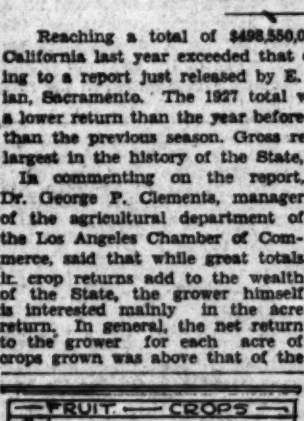 Reaching a total of $498,550,0
California last year exceeded that
ing to a report just released by E.
ian, Sacramento. The 1927 total
a lower return than the year before
than the previous season. Gross re
largest in the history of the State,
In commenting on the report,
Dr. George P. Clements, manager
of the agricultural department of
the Los Angeles Chamber of Com-
merce, said that while great totals
in crop returns add to the wealth
of the State, the grower himself
is interested mainly in the acre
return. In general, the net return
to the grower for each acre of
crops grown was above that of the
FRUIT CROPS